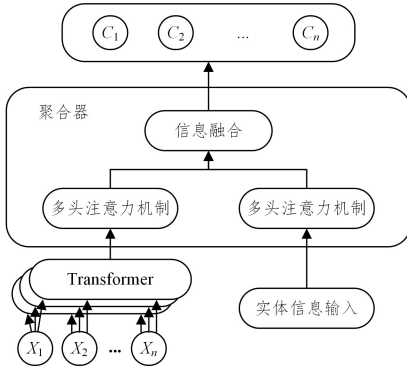 C1 C2 ... Cn
聚合器
信息融合
多头注意力机制 多头注意力机制
Transformer
实体信息输入
X1 X2 ... Xn